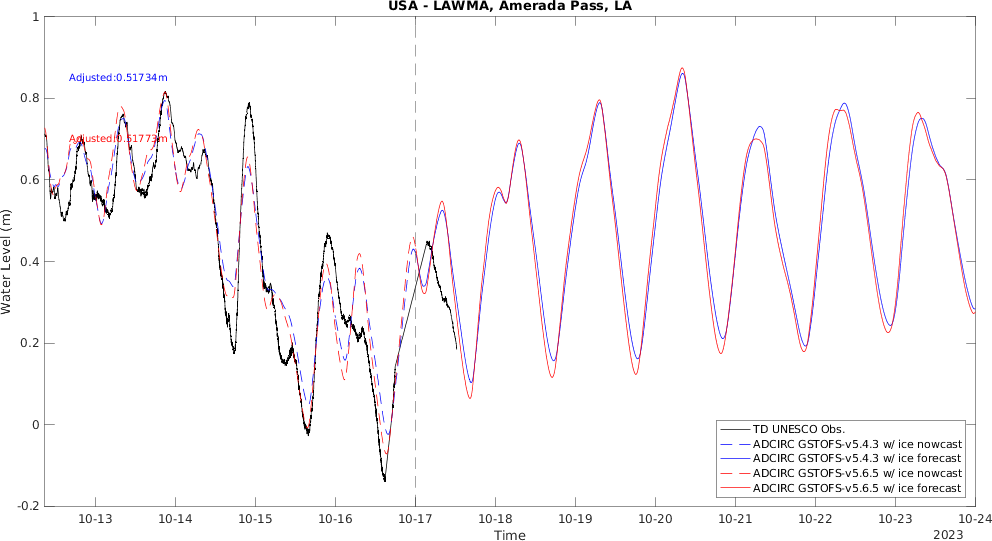 USA - LAWMA, Amerada Pass, LA
1
0.8
0.6
0.4
0.2
0
-0.2
Water Level (m)
Adjusted:0.51734m
Adjusted:0.51773m
TD UNESCO Obs.
ADCIRC GSTOFS-v5.4.3 w/ ice nowcast
ADCIRC GSTOFS-v5.4.3 w/ ice forecast
ADCIRC GSTOFS-v5.6.5 w/ ice nowcast
ADCIRC GSTOFS-v5.6.5 w/ ice forecast
10-13 10-14 10-15 10-16 10-17 10-18 10-19 10-20 10-21 10-22 10-23 10-24
Time
2023